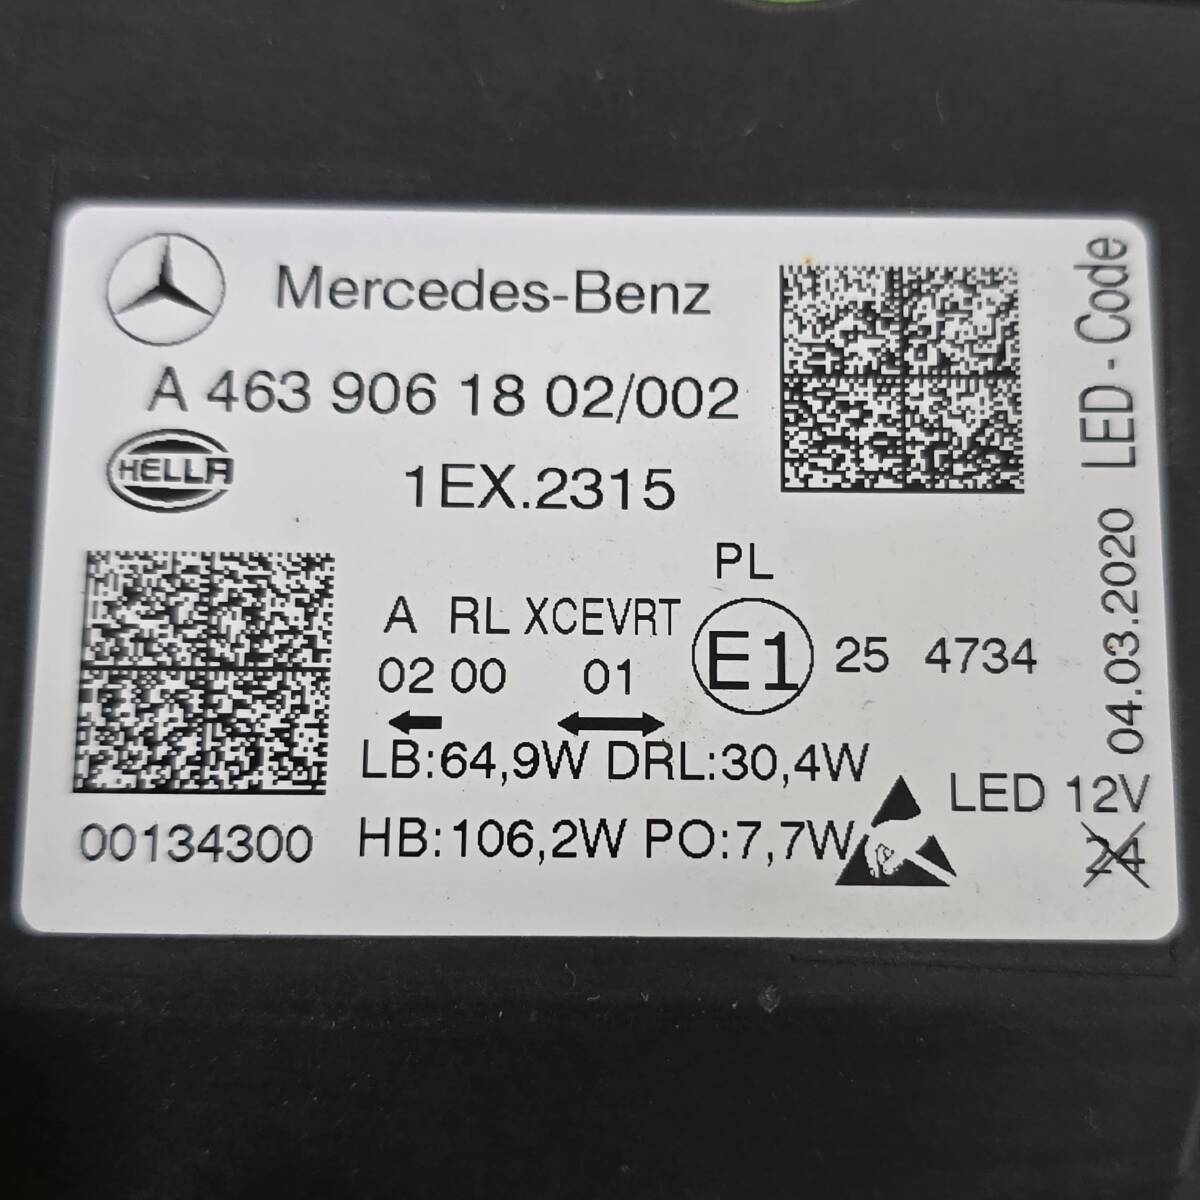 Mercedes-Benz
A 463 906 18 02/002
HELLA
1EX.2315
PL
A RL XCEVRT
E1
25 4734
02 00 01
LB:64,9W DRL:30,4W
HB:106,2W PO:7,7W
00134300
LED 12V
24
04.03.2020 LED - Code